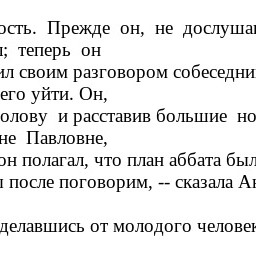 ость. Прежде он, не дослуша
; теперь он
ил своим разговором собеседни
его уйти. Он,
олову и расставив большие но
не Павловне,
он полагал, что план аббата был
после поговорим, -- сказала Ан
делавшись от молодого человек